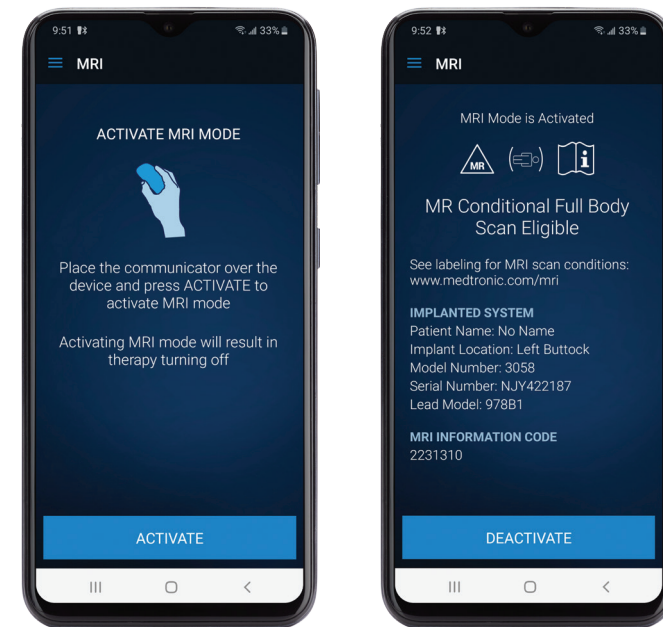 9:51
33%
MRI
ACTIVATE MRI MODE
Place the communicator over the
device and press ACTIVATE to
activate MRI mode
Activating MRI mode will result in
therapy turning off
ACTIVATE
9:52
33%
MRI
MRI Mode is Activated
MR
i
MR Conditional Full Body
Scan Eligible
See labeling for MRI scan conditions:
www.medtronic.com/mri
IMPLANTED SYSTEM
Patient Name: No Name
Implant Location: Left Buttock
Model Number: 3058
Serial Number: NJY422187
Lead Model: 978B1
MRI INFORMATION CODE
2231310
DEACTIVATE